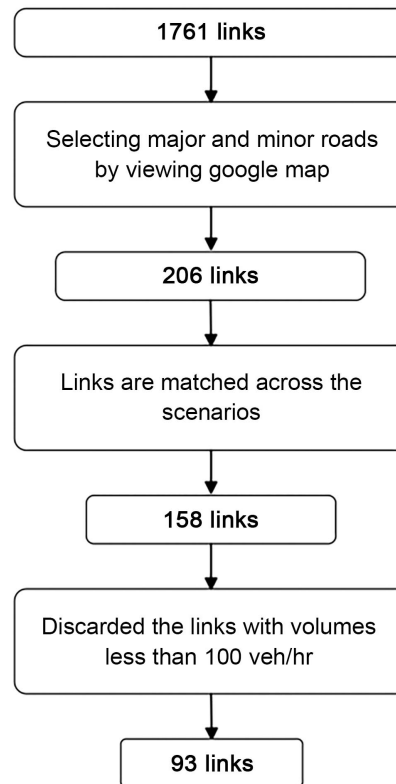 1761 links
Selecting major and minor roads
by viewing google map
206 links
Links are matched across the
scenarios
158 links
Discarded the links with volumes
less than 100 veh/hr
93 links